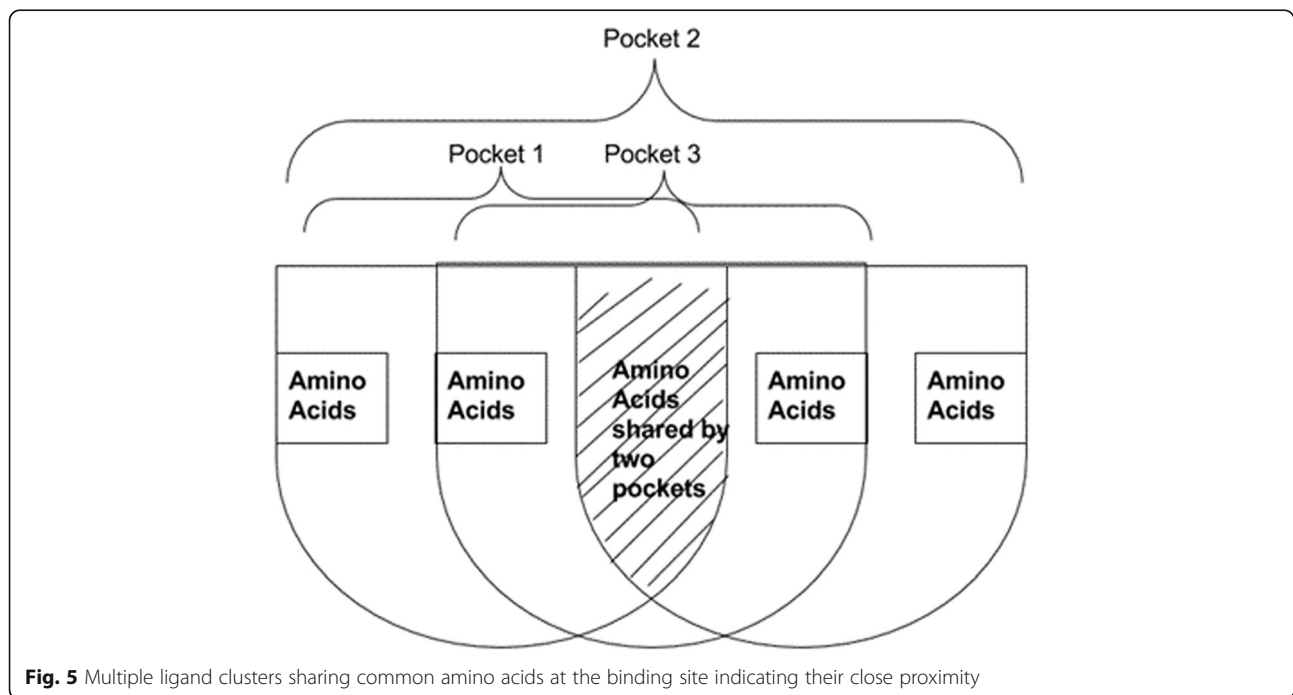 Pocket 2
Pocket 1
Pocket 3
Amino
Acids
Amino
Acids
Amino
Acids
shared by
two
pockets
Amino
Acids
Amino
Acids
Fig. 5 Multiple ligand clusters sharing common amino acids at the binding site indicating their close proximity